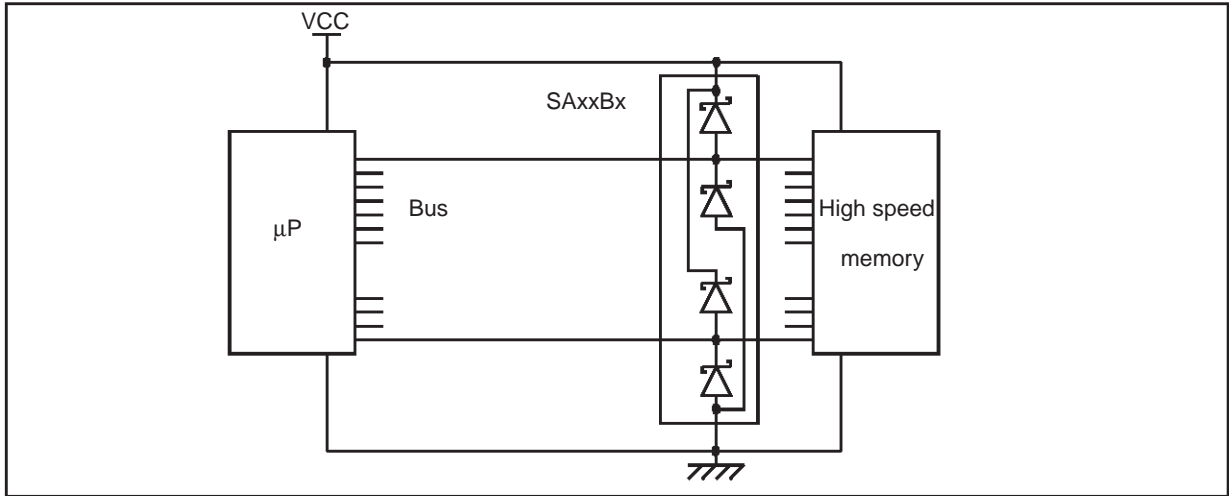 VCC
SAxxBx
μP
Bus
High speed
memory